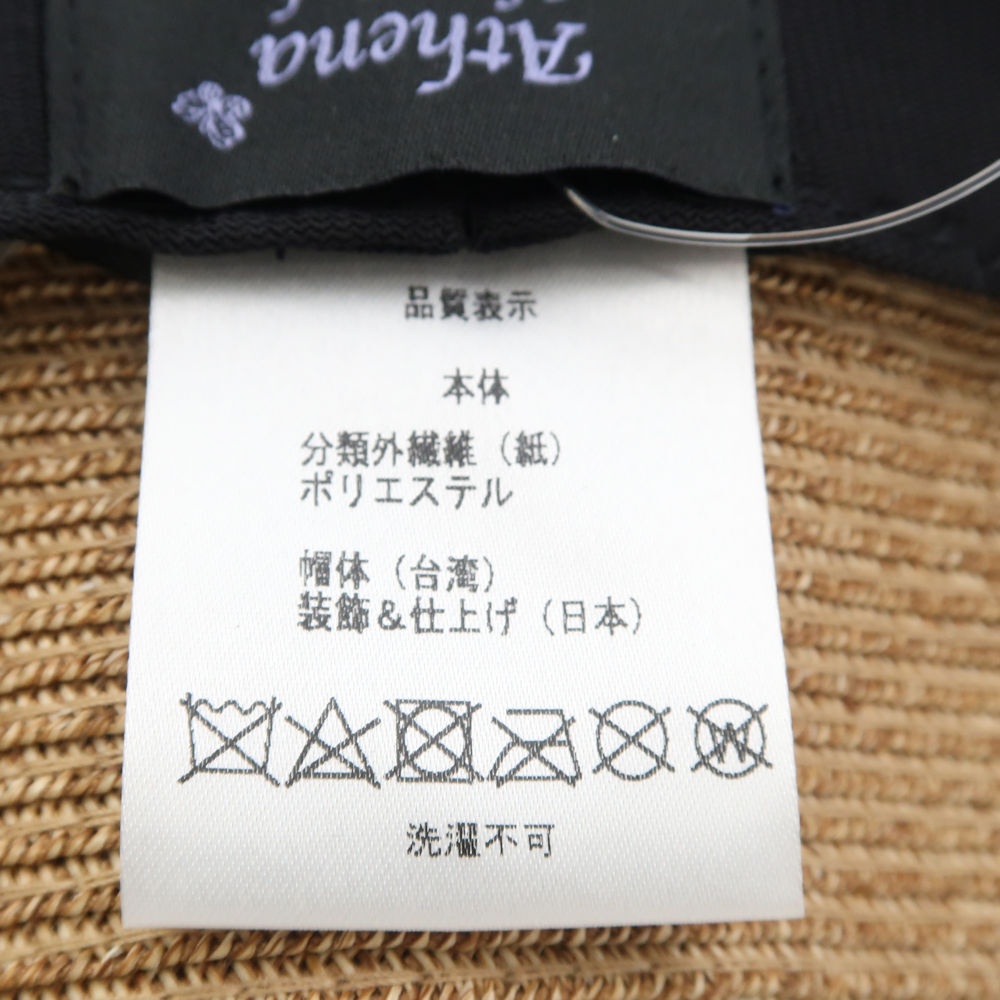 Athena
品質表示
本体
分類外繊維（紙）
ポリエステル
帽体（台湾）
装飾＆仕上げ（日本）
W
洗濯不可